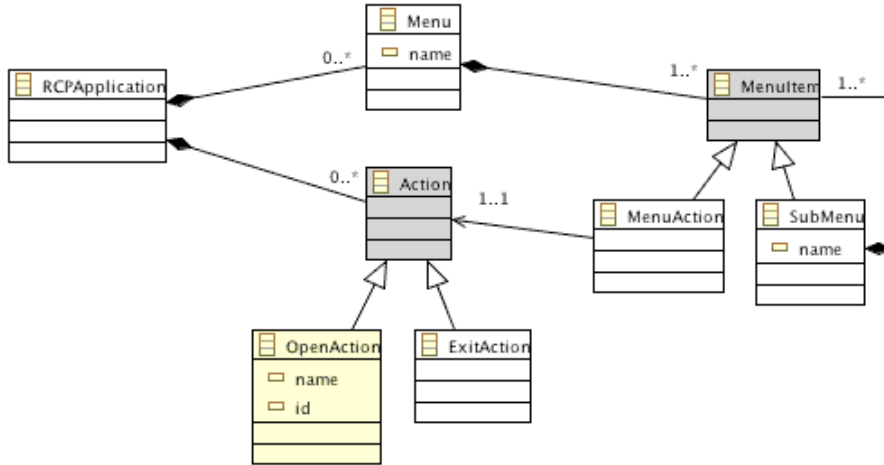 Menu
name
0..*
RCPApplication
1..*
MenuItem
1..*
0..*
Action
1..1
MenuAction
SubMenu
name
OpenAction
name
id
ExitAction